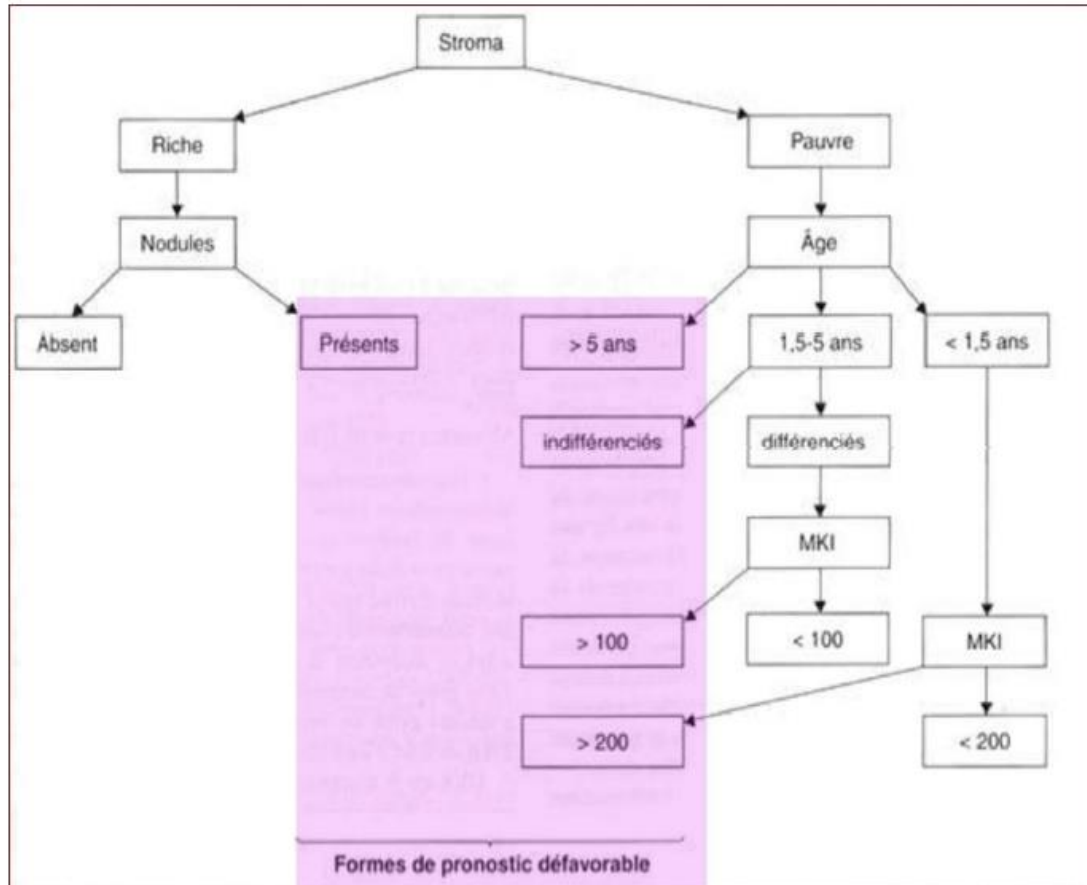 Stroma
Riche
Pauvre
Nodules
Âge
Absent
Présents
> 5 ans
1,5-5 ans
< 1,5 ans
indifférenciés
différenciés
MKI
> 100
< 100
MKI
> 200
< 200
Formes de pronostic défavorable